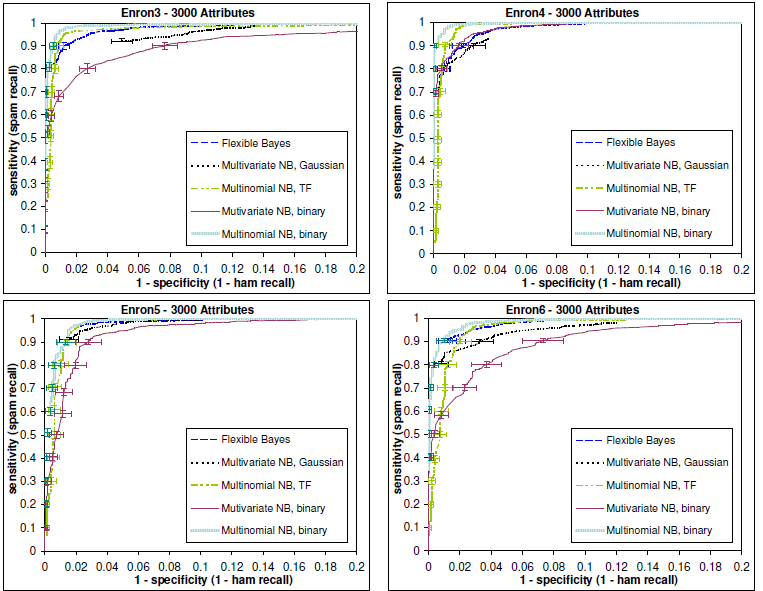 Enron3 - 3000 Attributes
sensitivity (spam recall)
1
0.9
0.8
0.7
0.6
0.5
0.4
0.3
0.2
0.1
0
Flexible Bayes
Multivariate NB, Gaussian
Multinomial NB, TF
Mutivariate NB, binary
Multinomial NB, binary
0 0.02 0.04 0.06 0.08 0.1 0.12 0.14 0.16 0.18 0.2
1 - specificity (1 - ham recall)
Enron4 - 3000 Attributes
sensitivity (spam recall)
1
0.9
0.8
0.7
0.6
0.5
0.4
0.3
0.2
0.1
0
Flexible Bayes
Multivariate NB, Gaussian
Multinomial NB, TF
Mutivariate NB, binary
Multinomial NB, binary
0 0.02 0.04 0.06 0.08 0.1 0.12 0.14 0.16 0.18 0.2
1 - specificity (1 - ham recall)
Enron5 - 3000 Attributes
sensitivity (spam recall)
1
0.9
0.8
0.7
0.6
0.5
0.4
0.3
0.2
0.1
0
Flexible Bayes
Multivariate NB, Gaussian
Multinomial NB, TF
Mutivariate NB, binary
Multinomial NB, binary
0 0.02 0.04 0.06 0.08 0.1 0.12 0.14 0.16 0.18 0.2
1 - specificity (1 - ham recall)
Enron6 - 3000 Attributes
sensitivity (spam recall)
1
0.9
0.8
0.7
0.6
0.5
0.4
0.3
0.2
0.1
0
Flexible Bayes
Multivariate NB, Gaussian
Multinomial NB, TF
Mutivariate NB, binary
Multinomial NB, binary
0 0.02 0.04 0.06 0.08 0.1 0.12 0.14 0.16 0.18 0.2
1 - specificity (1 - ham recall)